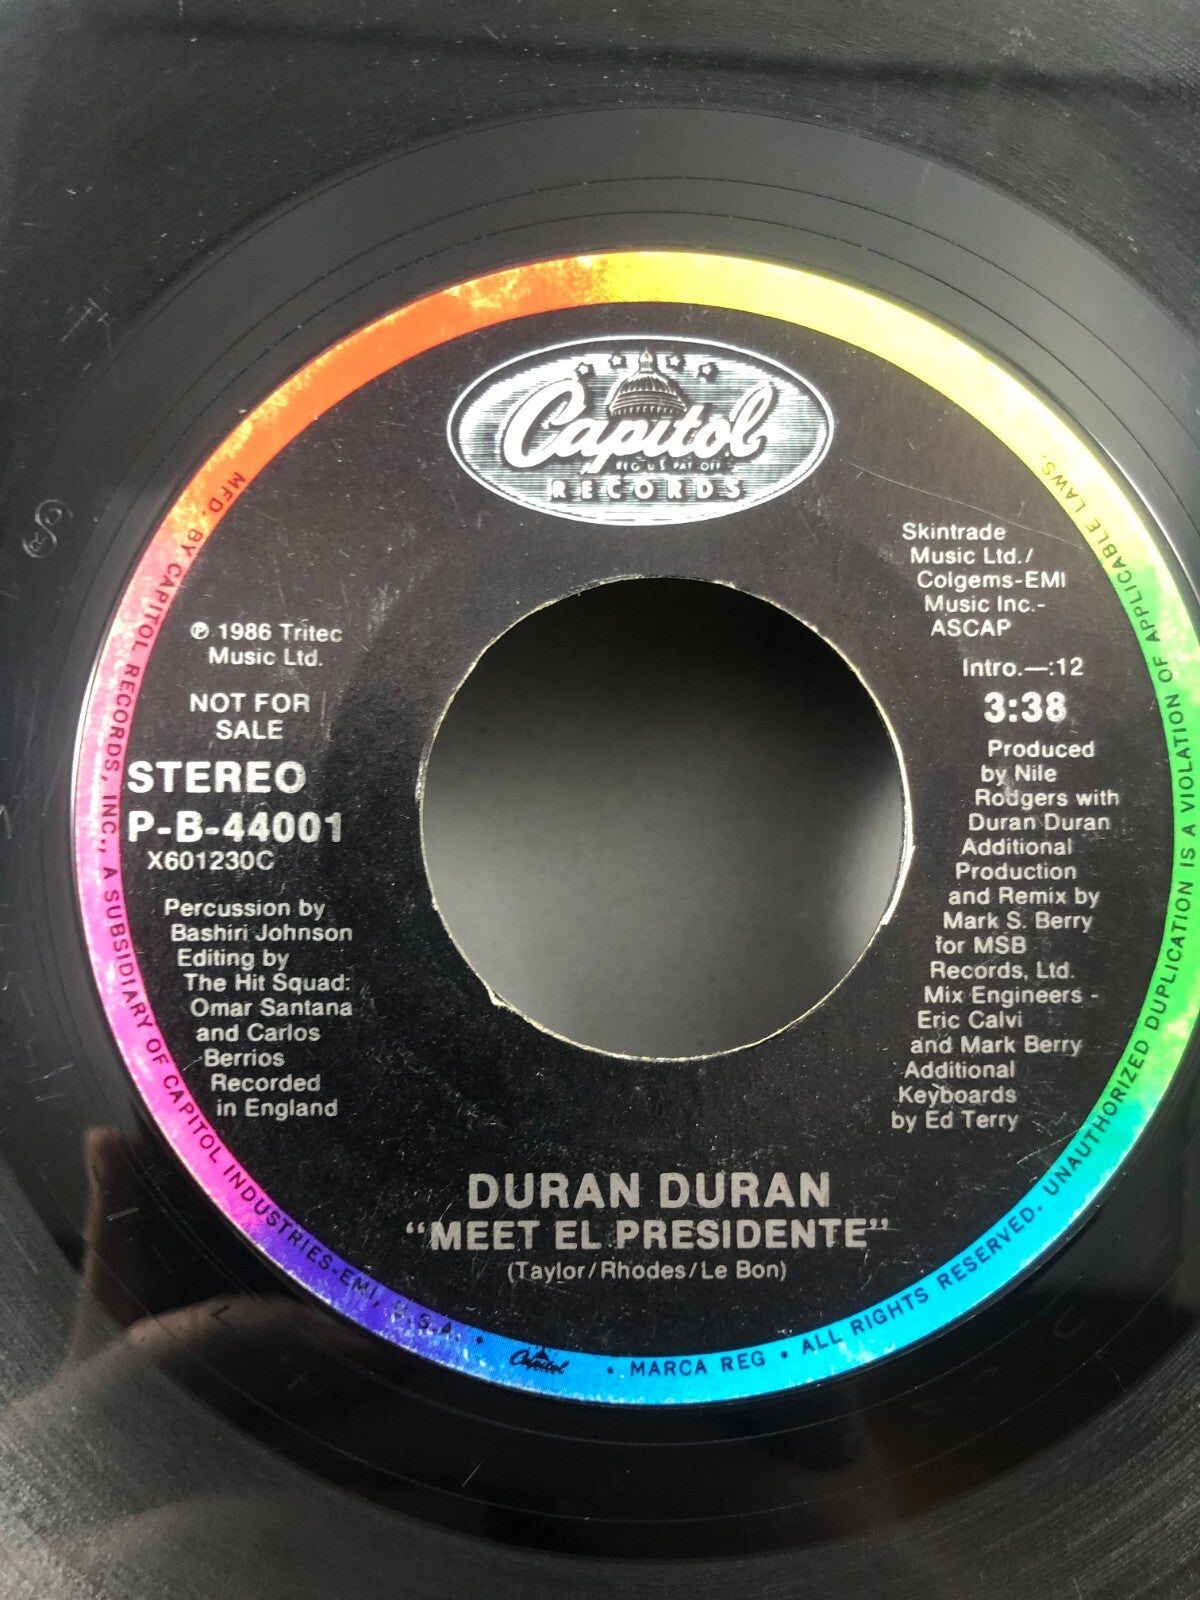 Capitol
REG U.S. PAT. OFF.
RECORDS
Skintrade
Music Ltd./
Colgems-EMI
Music Inc.-
ASCAP
Intro.—:12
3:38
Produced
by Nile
Rodgers with
Duran Duran
Additional
Production
and Remix by
Mark S. Berry
for MSB
Records, Ltd.
Mix Engineers -
Eric Calvi
and Mark Berry
Additional
Keyboards
by Ed Terry
℗ 1986 Tritec
Music Ltd.
NOT FOR
SALE
STEREO
P-B-44001
X601230C
Percussion by
Bashiri Johnson
Editing by
The Hit Squad:
Omar Santana
and Carlos
Berrios
Recorded
in England
DURAN DURAN
“MEET EL PRESIDENTE”
(Taylor/Rhodes/Le Bon)
MFD. BY CAPITOL RECORDS, INC., A SUBSIDIARY OF CAPITOL INDUSTRIES-EMI, U.S.A. • Capitol • MARCA REG • ALL RIGHTS RESERVED. UNAUTHORIZED DUPLICATION IS A VIOLATION OF APPLICABLE LAWS.